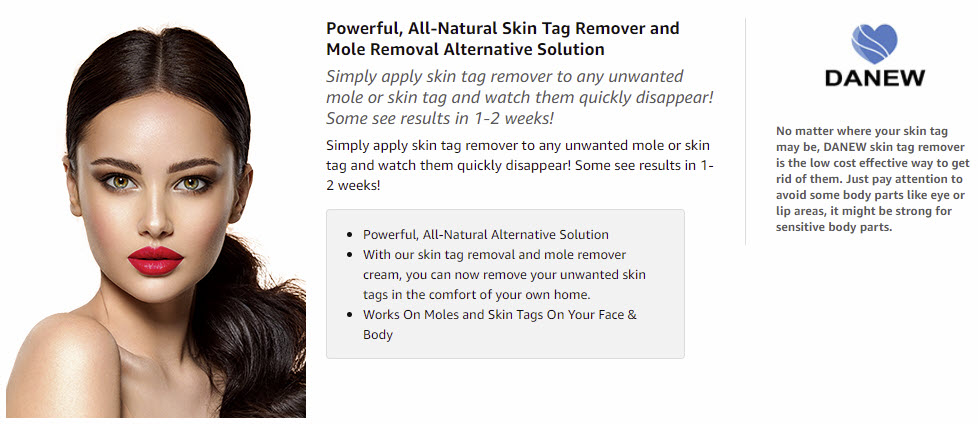 Powerful, All-Natural Skin Tag Remover and
Mole Removal Alternative Solution
Simply apply skin tag remover to any unwanted
mole or skin tag and watch them quickly disappear!
Some see results in 1-2 weeks!
Simply apply skin tag remover to any unwanted mole or skin
tag and watch them quickly disappear! Some see results in 1-
2 weeks!
• Powerful, All-Natural Alternative Solution
• With our skin tag removal and mole remover
cream, you can now remove your unwanted skin
tags in the comfort of your own home.
• Works On Moles and Skin Tags On Your Face &
Body
DANEW
No matter where your skin tag
may be, DANEW skin tag remover
is the low cost effective way to get
rid of them. Just pay attention to
avoid some body parts like eye or
lip areas, it might be strong for
sensitive body parts.